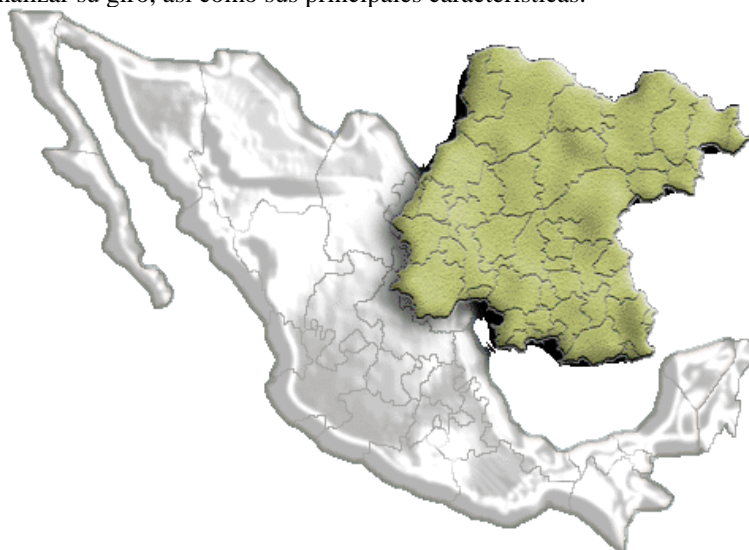 nalizar su giro, así como sus principales características.